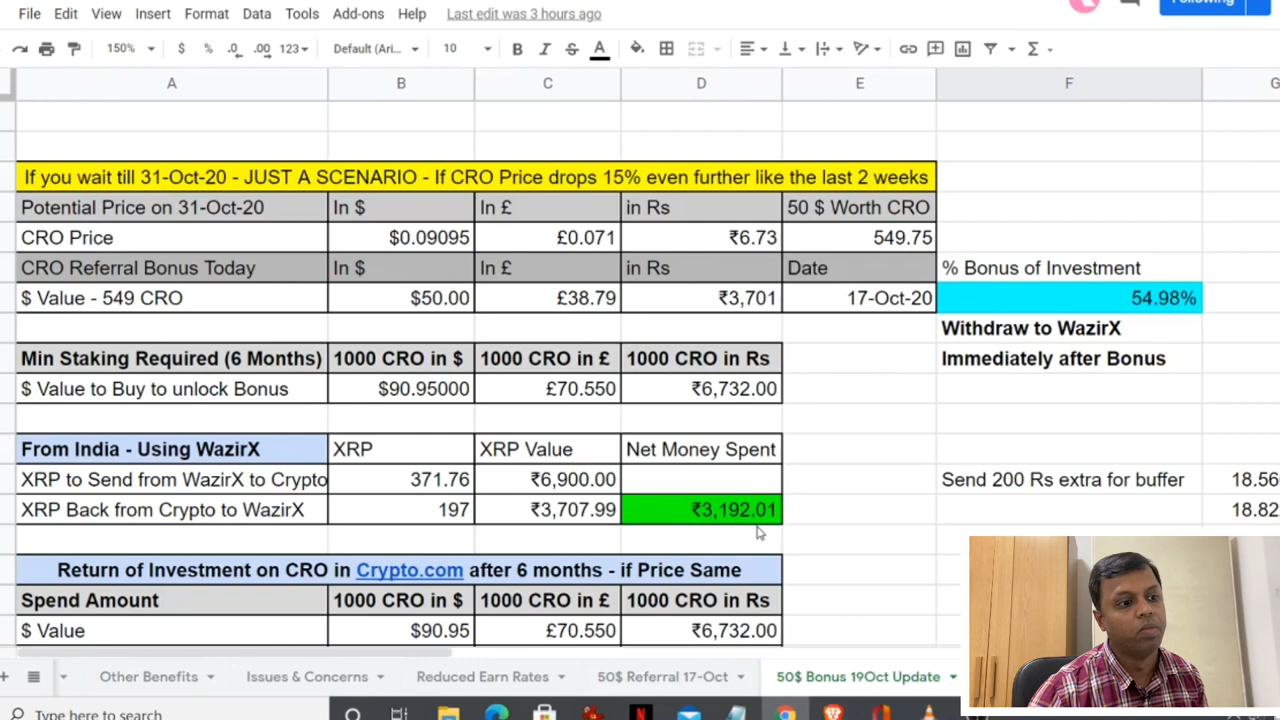 File Edit View Insert Format Data Tools Add-ons Help Last edit was 3 hours ago Following
150% $ % .0 .00 123 Default (Ari... 10 B I S A
A B C D E F G
If you wait till 31-Oct-20 - JUST A SCENARIO - If CRO Price drops 15% even further like the last 2 weeks
Potential Price on 31-Oct-20 In $ In £ in Rs 50 $ Worth CRO
CRO Price $0.09095 £0.071 ₹6.73 549.75
CRO Referral Bonus Today In $ In £ in Rs Date % Bonus of Investment
$ Value - 549 CRO $50.00 £38.79 ₹3,701 17-Oct-20 54.98%
Withdraw to WazirX
Min Staking Required (6 Months) 1000 CRO in $ 1000 CRO in £ 1000 CRO in Rs Immediately after Bonus
$ Value to Buy to unlock Bonus $90.95000 £70.550 ₹6,732.00
From India - Using WazirX XRP XRP Value Net Money Spent
XRP to Send from WazirX to Crypto 371.76 ₹6,900.00 Send 200 Rs extra for buffer 18.56
XRP Back from Crypto to WazirX 197 ₹3,707.99 ₹3,192.01 18.82
Return of Investment on CRO in Crypto.com after 6 months - if Price Same
Spend Amount 1000 CRO in $ 1000 CRO in £ 1000 CRO in Rs
$ Value $90.95 £70.550 ₹6,732.00
Other Benefits Issues & Concerns Reduced Earn Rates 50$ Referral 17-Oct 50$ Bonus 19Oct Update
Type here to search